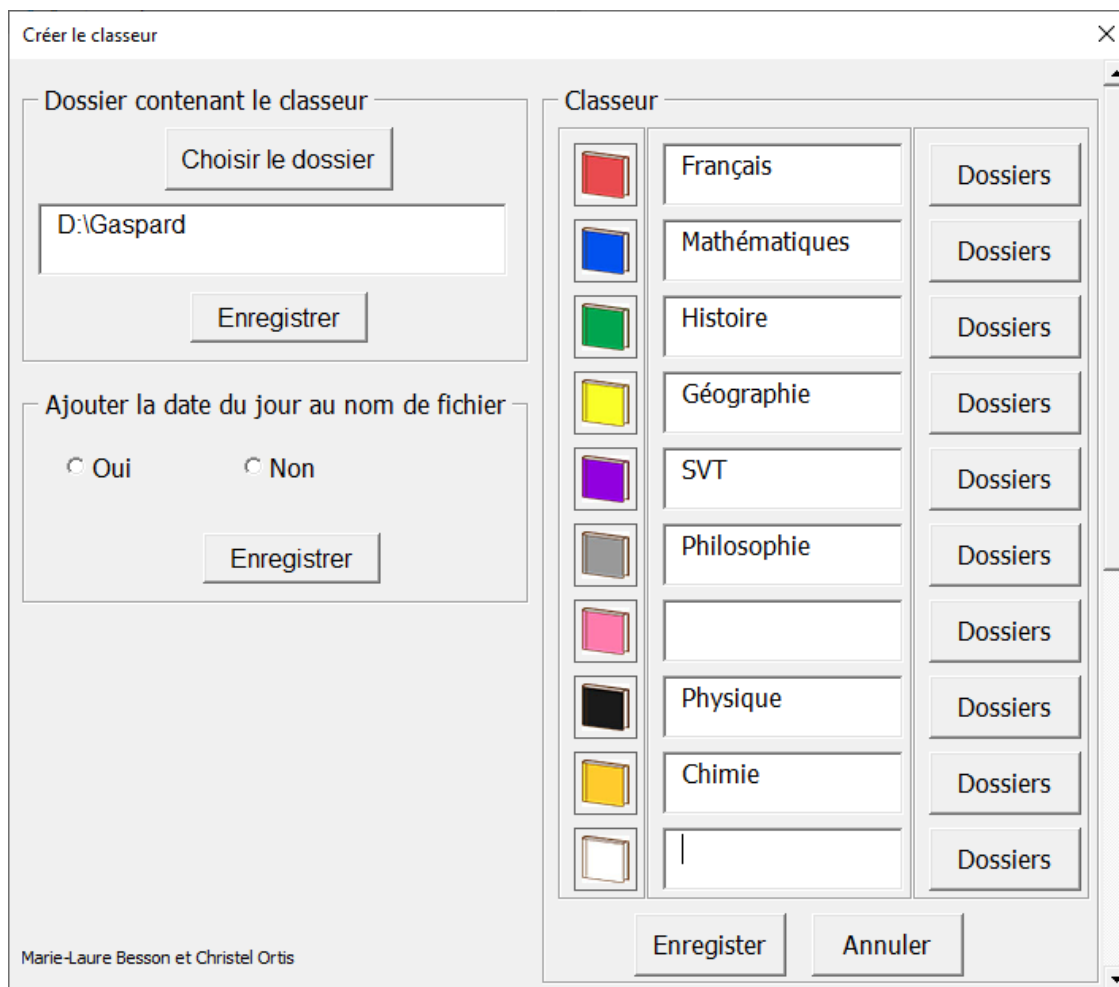 Créer le classeur
Dossier contenant le classeur
Choisir le dossier
D:\Gaspard
Enregistrer
Ajouter la date du jour au nom de fichier
Oui
Non
Enregistrer
Marie-Laure Besson et Christel Ortis
Classeur
Français
Dossiers
Mathématiques
Dossiers
Histoire
Dossiers
Géographie
Dossiers
SVT
Dossiers
Philosophie
Dossiers
Dossiers
Physique
Dossiers
Chimie
Dossiers
Dossiers
Enregister
Annuler